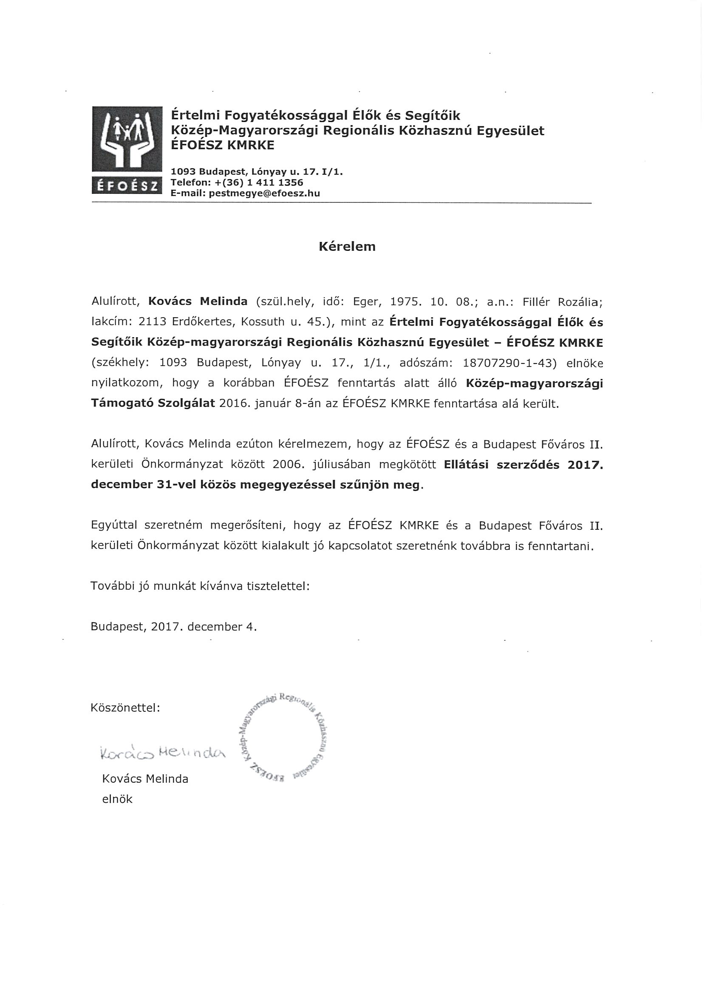 Értelmi Fogyatékossággal Élők és Segítőik
Közép-Magyarországi Regionális Közhasznú Egyesület
ÉFOÉSZ KMRKE
1093 Budapest, Lónyay u. 17. I/1.
Telefon: +(36) 1 411 1356
E-mail: pestmegye@efoesz.hu
ÉFOÉSZ
Kérelem
Alulírott, Kovács Melinda (szül.hely, idő: Eger, 1975. 10. 08.; a.n.: Fillér Rozália;
lakcím: 2113 Erdőkertes, Kossuth u. 45.), mint az Értelmi Fogyatékossággal Élők és
Segítőik Közép-magyarországi Regionális Közhasznú Egyesület – ÉFOÉSZ KMRKE
(székhely: 1093 Budapest, Lónyay u. 17., 1/1., adószám: 18707290-1-43) elnöke
nyilatkozom, hogy a korábban ÉFOÉSZ fenntartás alatt álló Közép-magyarországi
Támogató Szolgálat 2016. január 8-án az ÉFOÉSZ KMRKE fenntartása alá került.
Alulírott, Kovács Melinda ezúton kérelmezem, hogy az ÉFOÉSZ és a Budapest Főváros II.
kerületi Önkormányzat között 2006. júliusában megkötött Ellátási szerződés 2017.
december 31-vel közös megegyezéssel szűnjön meg.
Egyúttal szeretném megerősíteni, hogy az ÉFOÉSZ KMRKE és a Budapest Főváros II.
kerületi Önkormányzat között kialakult jó kapcsolatot szeretnénk továbbra is fenntartani.
További jó munkát kívánva tisztelettel:
Budapest, 2017. december 4.
Köszönettel:
ÉFOÉSZ Közép-Magyarországi Regionális Közhasznú Egyesület
Kovács Melinda
Kovács Melinda
elnök